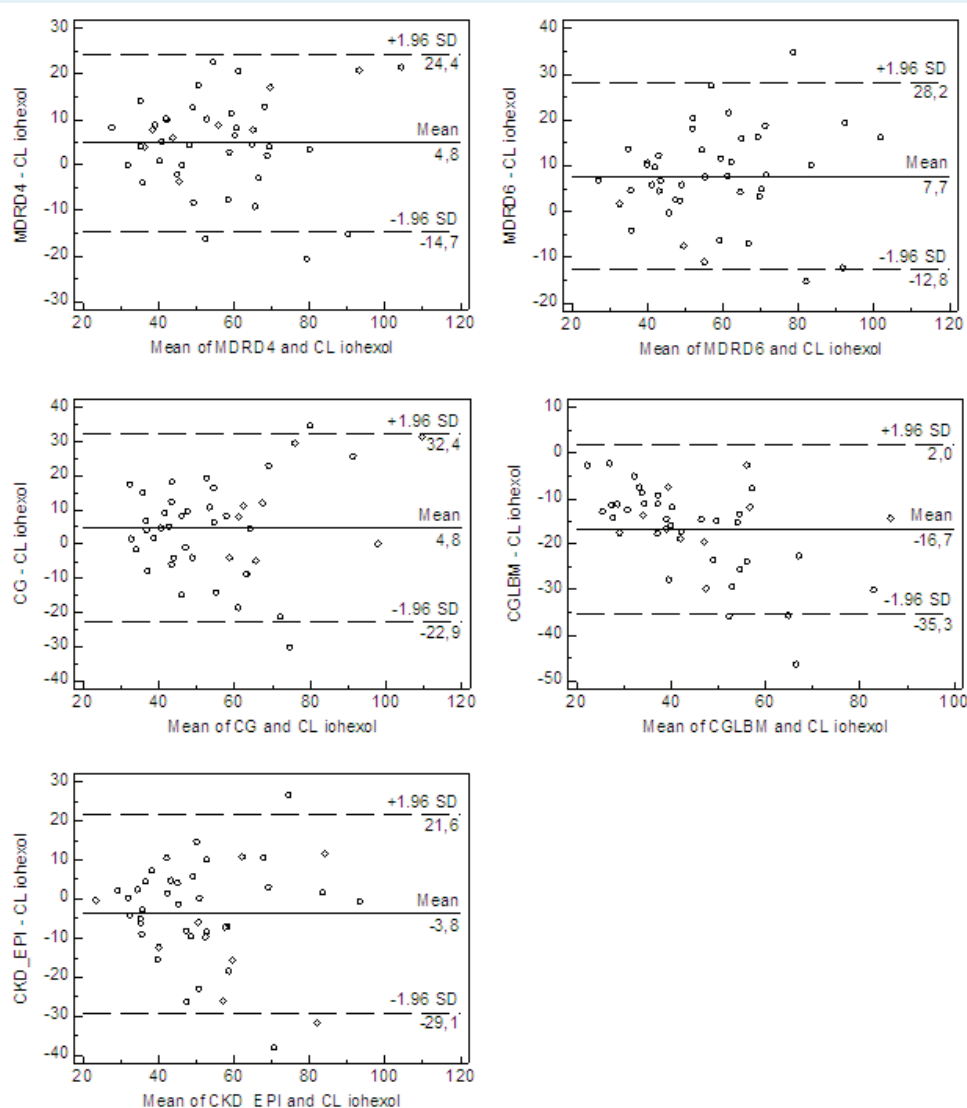 MDRD4 - CL iohexol
30
20
10
0
-10
-20
-30
+1.96 SD
24,4
Mean
4,8
-1.96 SD
-14,7
20 40 60 80 100 120
Mean of MDRD4 and CL iohexol
MDRD6 - CL iohexol
40
30
20
10
0
-10
-20
+1.96 SD
28,2
Mean
7,7
-1.96 SD
-12,8
20 40 60 80 100 120
Mean of MDRD6 and CL iohexol
CG - CL iohexol
40
30
20
10
0
-10
-20
-30
-40
+1.96 SD
32,4
Mean
4,8
-1.96 SD
-22,9
20 40 60 80 100 120
Mean of CG and CL iohexol
CGLBM - CL iohexol
10
0
-10
-20
-30
-40
-50
+1.96 SD
2,0
Mean
-16,7
-1.96 SD
-35,3
20 40 60 80 100
Mean of CGLBM and CL iohexol
CKD_EPI - CL iohexol
30
20
10
0
-10
-20
-30
-40
+1.96 SD
21,6
Mean
-3,8
-1.96 SD
-29,1
20 40 60 80 100 120
Mean of CKD_EPI and CL iohexol